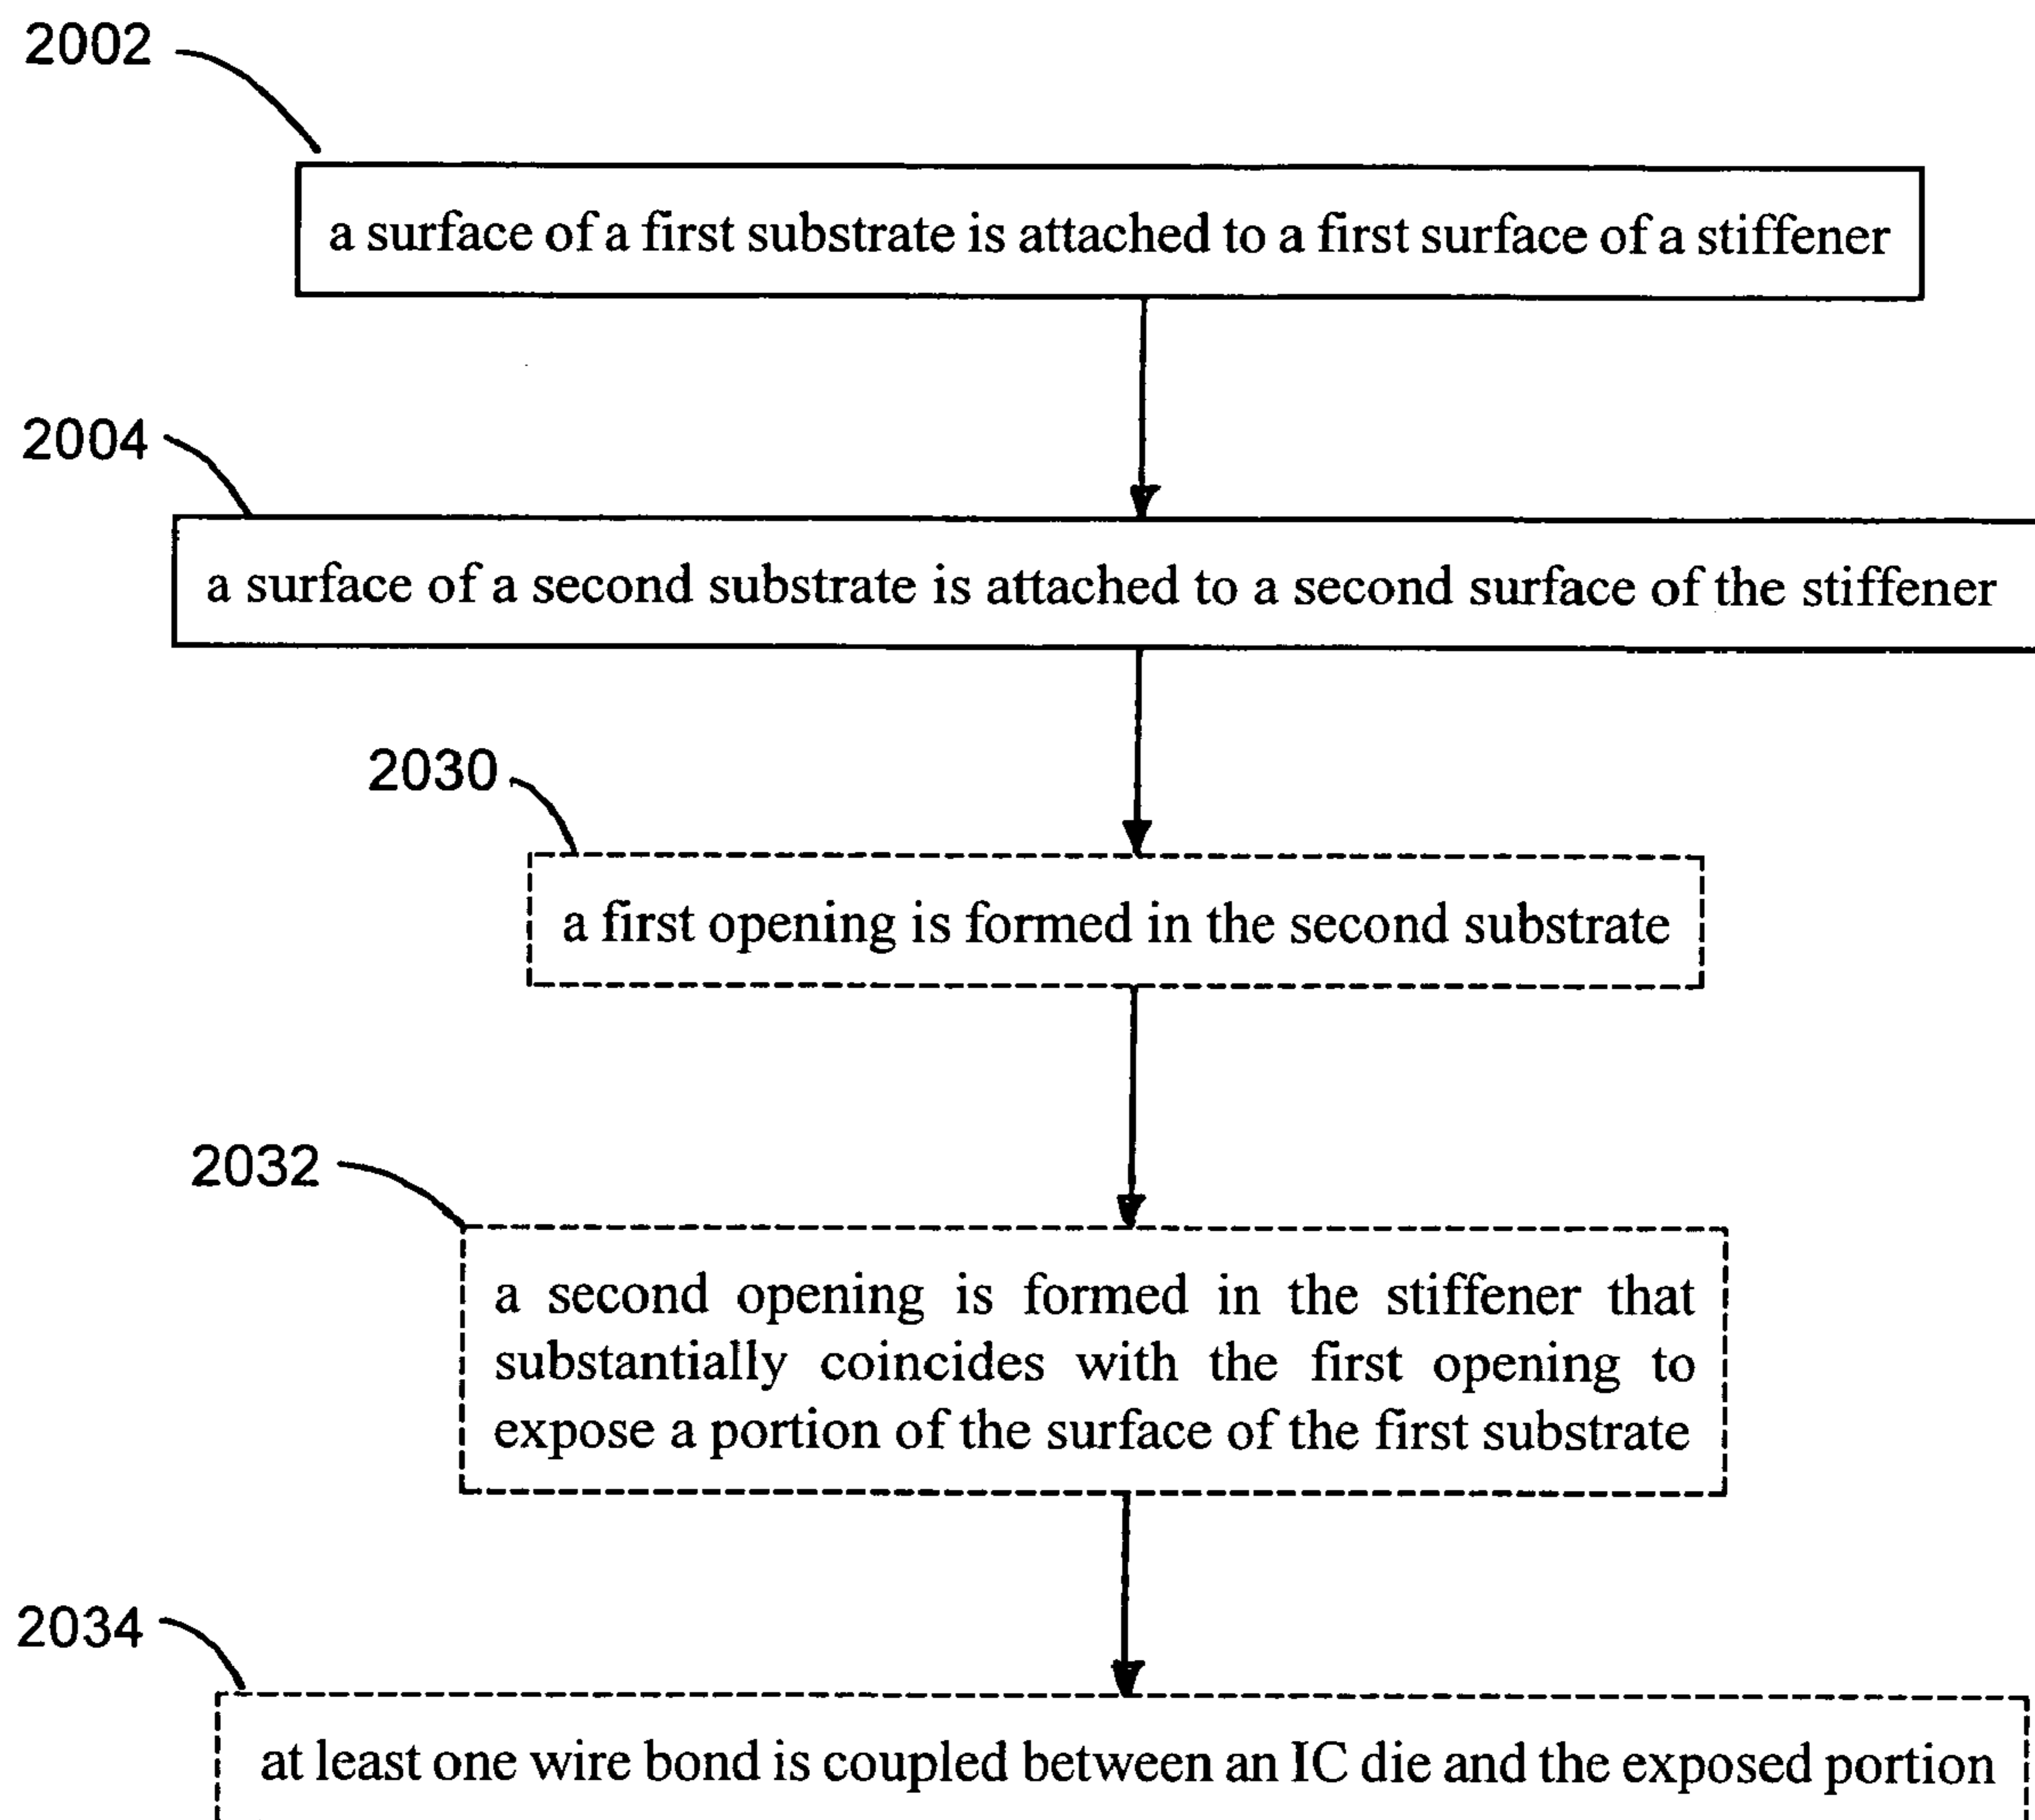 2002
a surface of a first substrate is attached to a first surface of a stiffener
2004
a surface of a second substrate is attached to a second surface of the stiffener
2030
a first opening is formed in the second substrate
2032
a second opening is formed in the stiffener that
substantially coincides with the first opening to
expose a portion of the surface of the first substrate
2034
at least one wire bond is coupled between an IC die and the exposed portion